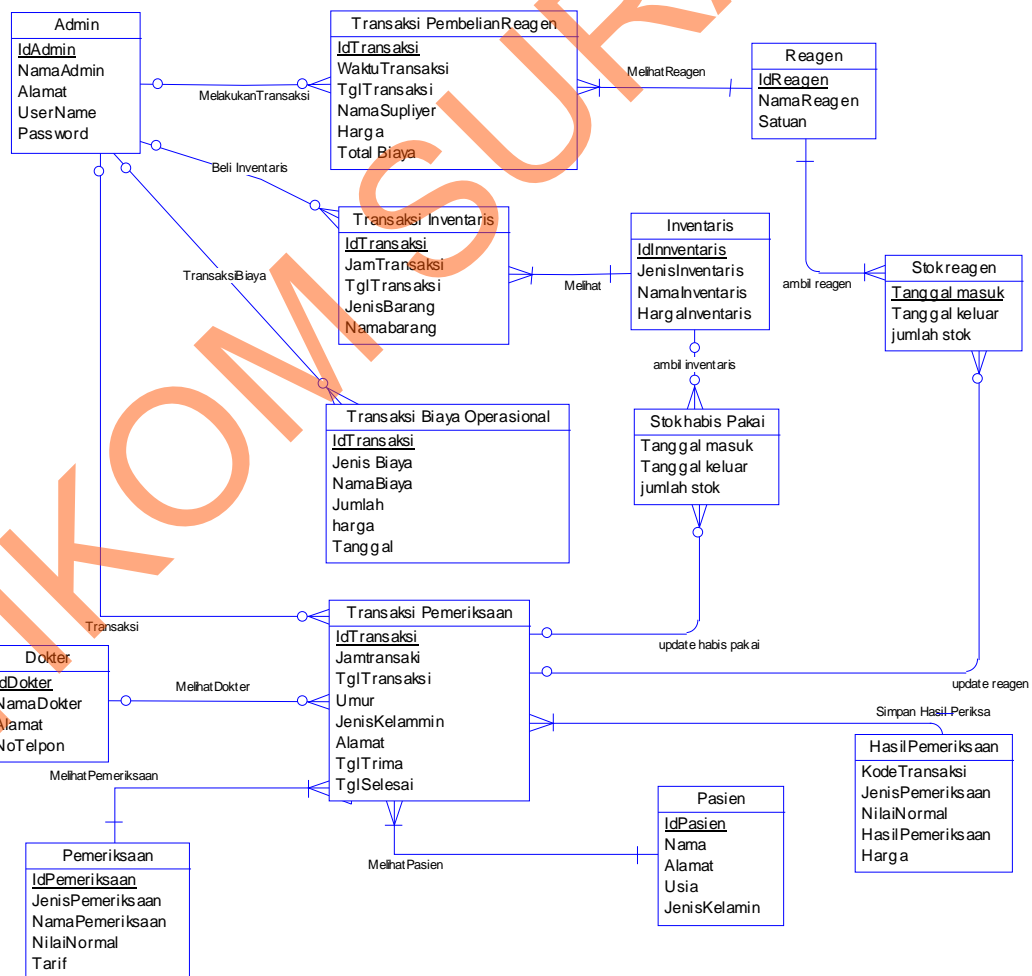 Admin
IdAdmin
NamaAdmin
Alamat
UserName
Password
MelakukanTransaksi
Transaksi PembelianReagen
IdTransaksi
WaktuTransaksi
TglTransaksi
NamaSupliyer
Harga
Total Biaya
MelihatReagen
Reagen
IdReagen
NamaReagen
Satuan
Beli Inventaris
Transaksi Inventaris
IdTransaksi
JamTransaksi
TglTransaksi
JenisBarang
Namabarang
Melihat
Inventaris
IdInnventaris
JenisInventaris
NamaInventaris
HargaInventaris
ambil reagen
Stokreagen
Tanggal masuk
Tanggal keluar
jumlah stok
TransaksiBiaya
ambil inventaris
Transaksi Biaya Operasional
IdTransaksi
Jenis Biaya
NamaBiaya
Jumlah
harga
Tanggal
Stokhabis Pakai
Tanggal masuk
Tanggal keluar
jumlah stok
Transaksi
Transaksi Pemeriksaan
IdTransaksi
Jamtransaki
TglTransaksi
Umur
JenisKelammin
Alamat
TglTrima
TglSelesai
update habis pakai
update reagen
Dokter
IdDokter
NamaDokter
Alamat
NoTelpon
MelihatDokter
Simpan Hasil Periksa
HasilPemeriksaan
KodeTransaksi
JenisPemeriksaan
NilaiNormal
HasilPemeriksaan
Harga
MelihatPemeriksaan
Pemeriksaan
IdPemeriksaan
JenisPemeriksaan
NamaPemeriksaan
NilaiNormal
Tarif
MelihatPasien
Pasien
IdPasien
Nama
Alamat
Usia
JenisKelamin
IKOM SURA